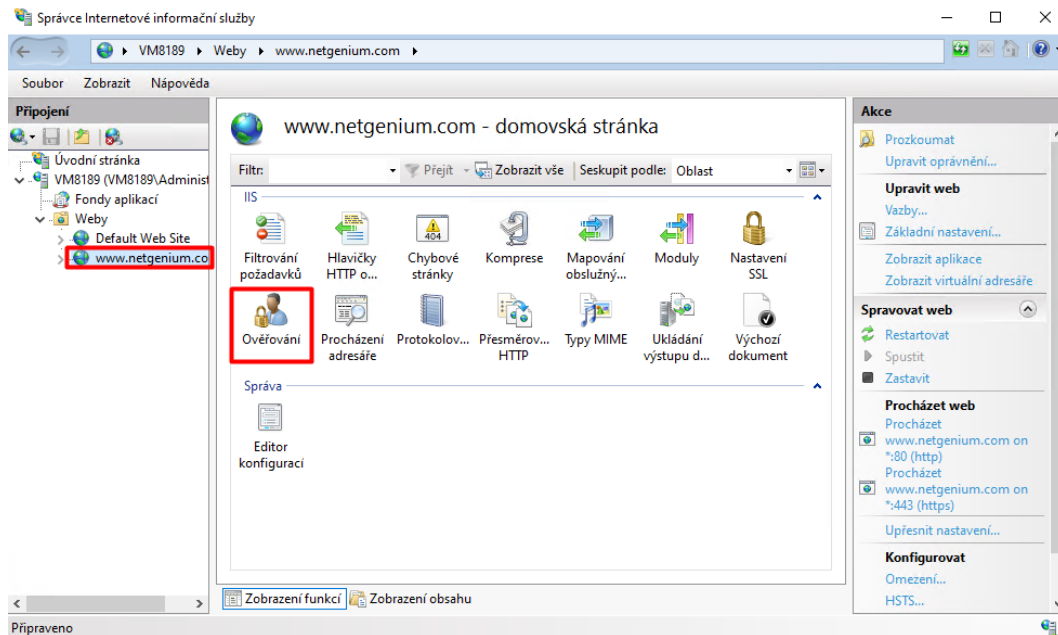 Správce Internetové informační služby
VM8189 Weby www.netgenium.com
Soubor Zobrazit Nápověda
Připojení
Úvodní stránka
VM8189 (VM8189\Administ
Fondy aplikací
Weby
Default Web Site
www.netgenium.co
www.netgenium.com - domovská stránka
Filtr: Přejít Zobrazit vše Seskupit podle: Oblast
IIS
Filtrování
požadavků
Hlavičky
HTTP o...
Chybové
stránky
404
Komprese
Mapování
obslužný...
Moduly
Nastavení
SSL
Ověřování
Procházení
adresáře
Protokolov...
Přesměrov...
HTTP
Typy MIME
Ukládání
výstupu d...
Výchozí
dokument
Správa
Editor
konfigurací
Zobrazení funkcí Zobrazení obsahu
Akce
Prozkoumat
Upravit oprávnění...
Upravit web
Vazby...
Základní nastavení...
Zobrazit aplikace
Zobrazit virtuální adresáře
Spravovat web
Restartovat
Spustit
Zastavit
Procházet web
Procházet
www.netgenium.com on
*:80 (http)
Procházet
www.netgenium.com on
*:443 (https)
Upřesnit nastavení...
Konfigurovat
Omezení...
HSTS...
Připraveno